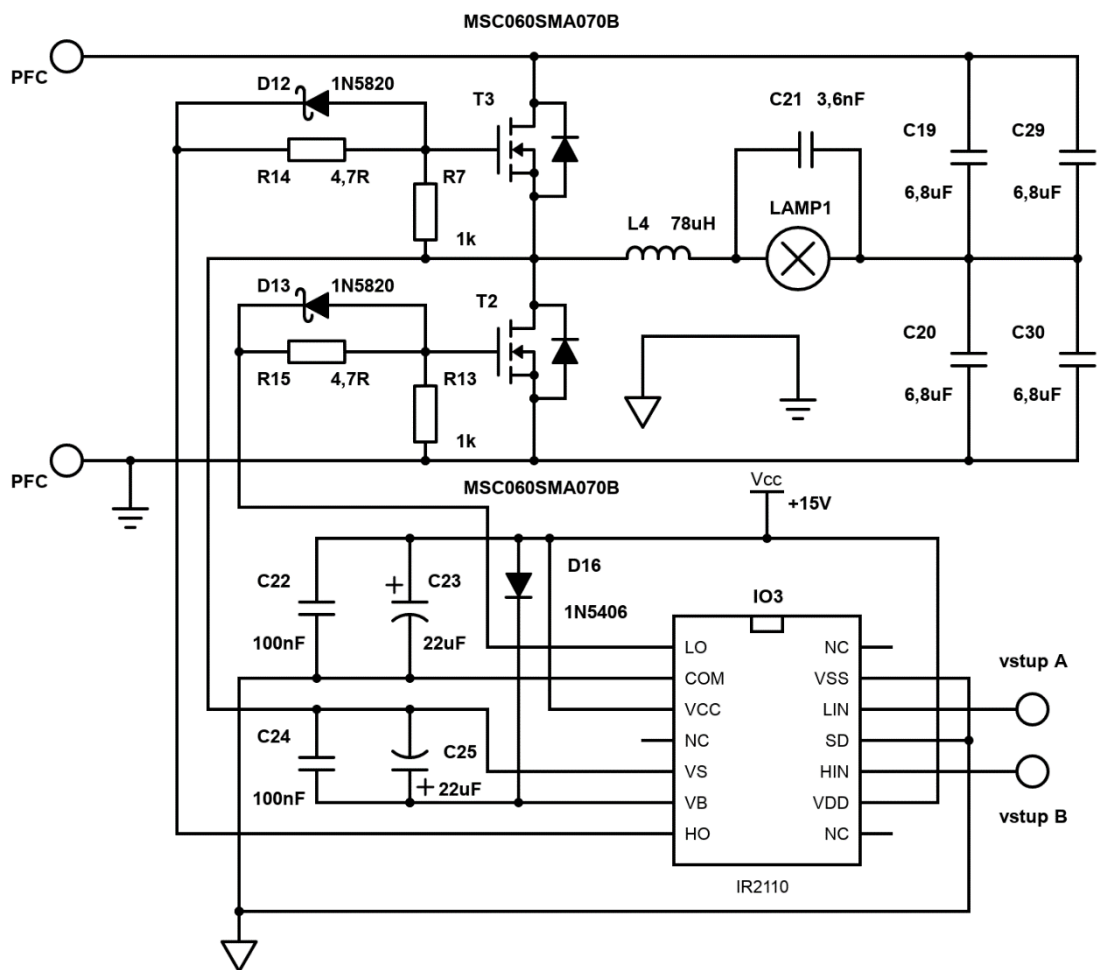 MSC060SMA070B
PFC
D12 1N5820
T3
C21 3,6nF
C19
C29
R14 4,7R
R7
6,8uF
6,8uF
LAMP1
L4 78uH
1k
D13 1N5820
T2
C20
C30
R15 4,7R
R13
6,8uF
6,8uF
1k
PFC
MSC060SMA070B
Vcc
+15V
C22
+
C23
D16
IO3
1N5406
100nF
22uF
LO
NC
vstup A
COM
VSS
VCC
LIN
C24
C25
NC
SD
VS
HIN
100nF
+
22uF
VB
VDD
vstup B
HO
NC
IR2110